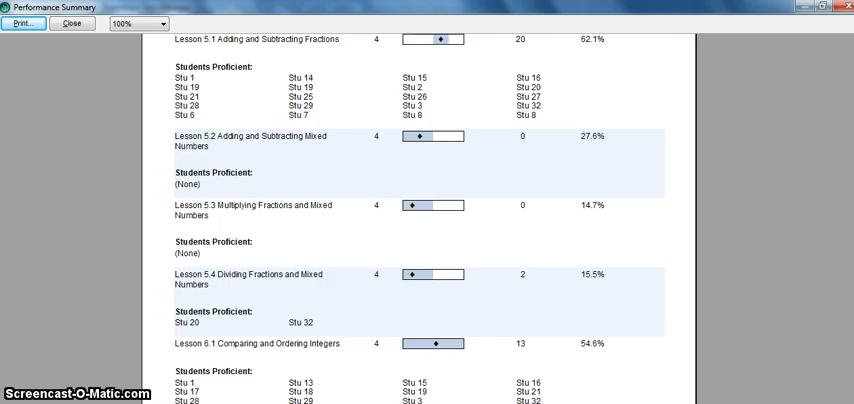 Performance Summary
Print... Close 100%
Lesson 5.1 Adding and Subtracting Fractions 4 20 62.1%
Students Proficient:
Stu 1 Stu 14 Stu 15 Stu 16
Stu 19 Stu 19 Stu 2 Stu 20
Stu 21 Stu 25 Stu 26 Stu 27
Stu 28 Stu 29 Stu 3 Stu 32
Stu 6 Stu 7 Stu 8 Stu 8
Lesson 5.2 Adding and Subtracting Mixed 4 0 27.6%
Numbers
Students Proficient:
(None)
Lesson 5.3 Multiplying Fractions and Mixed 4 0 14.7%
Numbers
Students Proficient:
(None)
Lesson 5.4 Dividing Fractions and Mixed 4 2 15.5%
Numbers
Students Proficient:
Stu 20 Stu 32
Lesson 6.1 Comparing and Ordering Integers 4 13 54.6%
Students Proficient:
Stu 1 Stu 13 Stu 15 Stu 16
Stu 17 Stu 18 Stu 19 Stu 21
Stu 28 Stu 29 Stu 3 Stu 32
Screencast-O-Matic.com